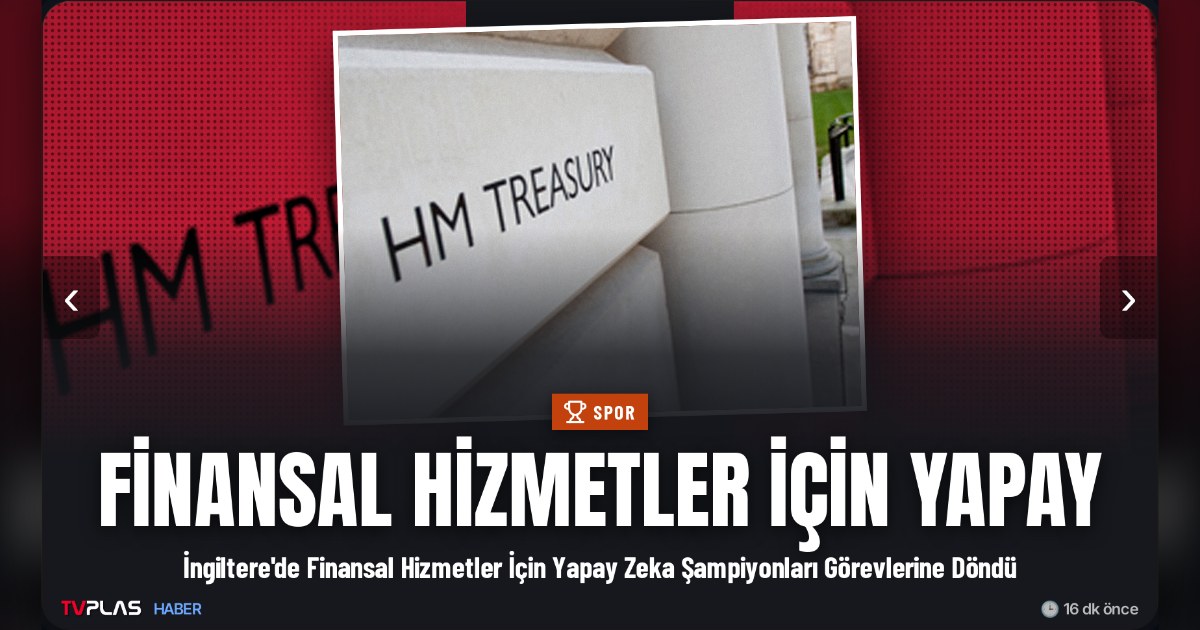 HM TREASURY
HM TRE
SPOR
FİNANSAL HİZMETLER İÇİN YAPAY
İngiltere'de Finansal Hizmetler İçin Yapay Zeka Şampiyonları Görevlerine Döndü
TVPLAS HABER
16 dk önce